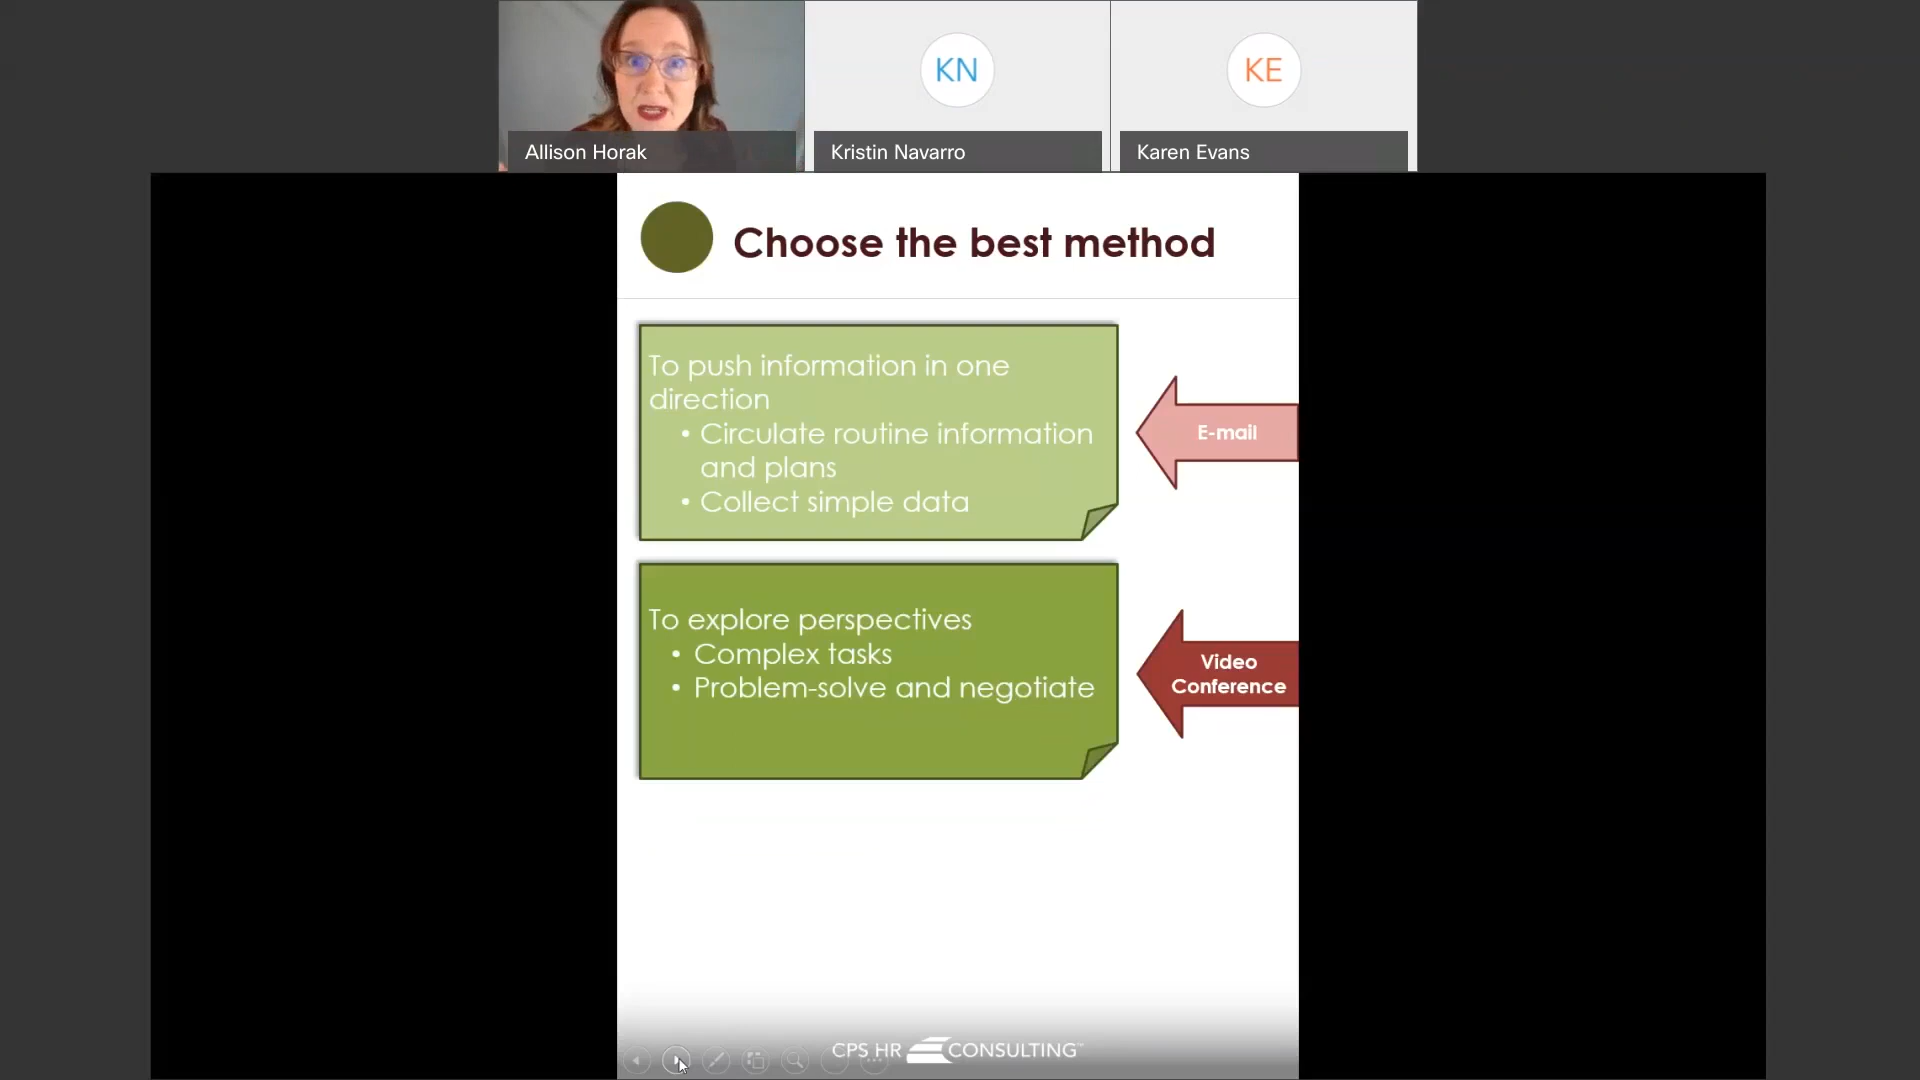 KN
KE
Allison Horak
Kristin Navarro
Karen Evans
Choose the best method
To push information in one
direction
• Circulate routine information
and plans
• Collect simple data
E-mail
To explore perspectives
• Complex tasks
• Problem-solve and negotiate
Video
Conference
CPS HR CONSULTING™